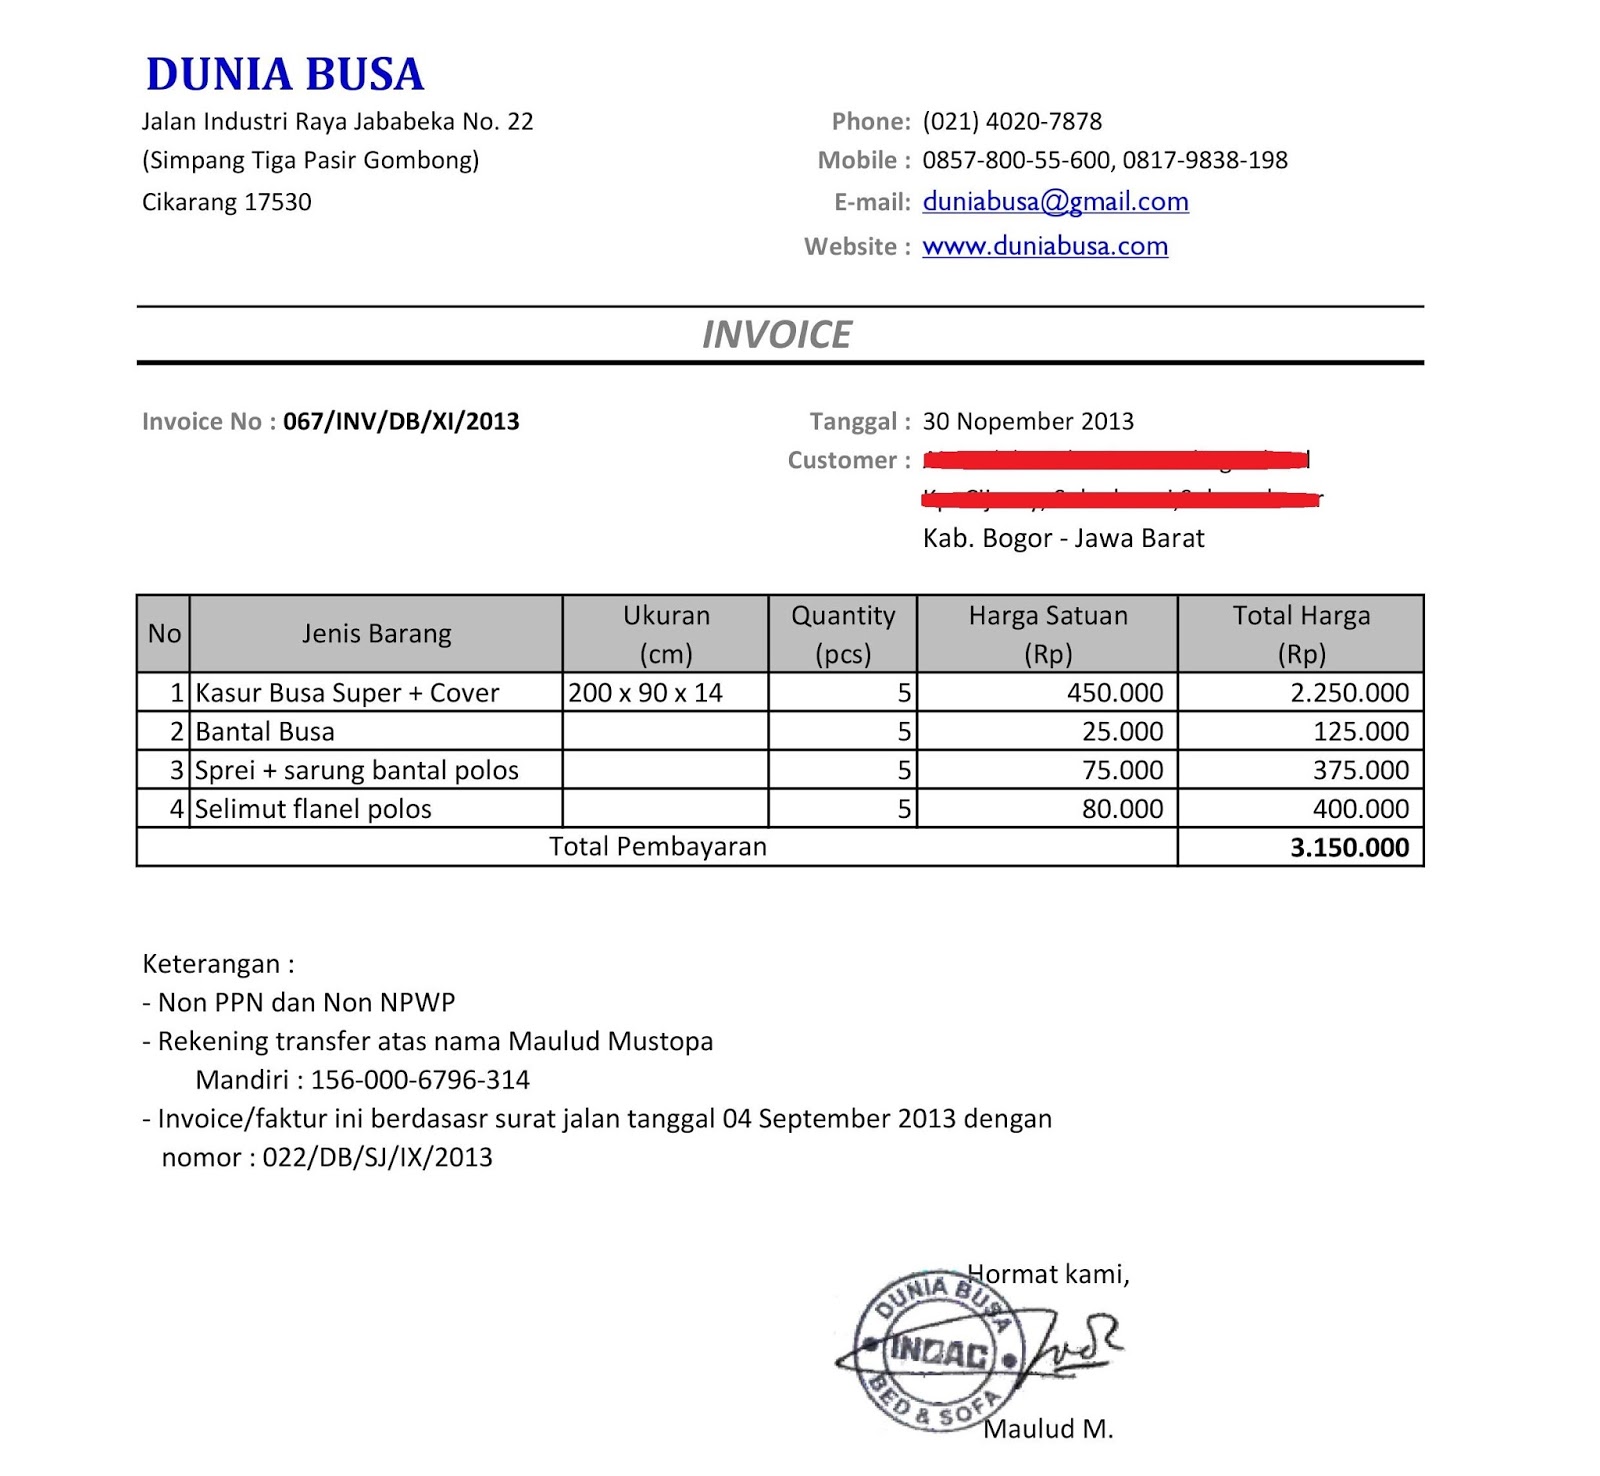 DUNIA BUSA
Jalan Industri Raya Jababeka No. 22
(Simpang Tiga Pasir Gombong)
Cikarang 17530
Phone: (021) 4020-7878
Mobile : 0857-800-55-600, 0817-9838-198
E-mail: duniabusa@gmail.com
Website : www.duniabusa.com
INVOICE
Invoice No : 067/INV/DB/XI/2013
Tanggal : 30 Nopember 2013
Customer :
Kab. Bogor - Jawa Barat
No Jenis Barang Ukuran (cm) Quantity (pcs) Harga Satuan (Rp) Total Harga (Rp)
1 Kasur Busa Super + Cover 200 x 90 x 14 5 450.000 2.250.000
2 Bantal Busa 5 25.000 125.000
3 Sprei + sarung bantal polos 5 75.000 375.000
4 Selimut flanel polos 5 80.000 400.000
Total Pembayaran 3.150.000
Keterangan :
- Non PPN dan Non NPWP
- Rekening transfer atas nama Maulud Mustopa
Mandiri : 156-000-6796-314
- Invoice/faktur ini berdasasr surat jalan tanggal 04 September 2013 dengan
nomor : 022/DB/SJ/IX/2013
Hormat kami,
DUNIA BUSA
INOAC
BED & SOFA
Maulud M.